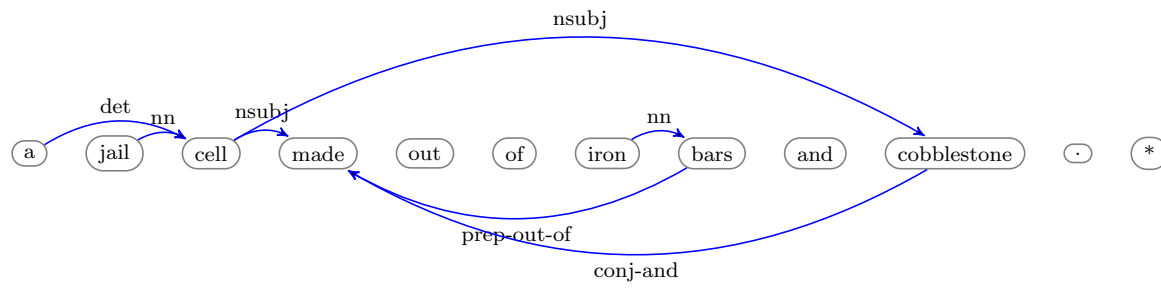 nsubj
det nn nsubj nn
a jail cell made out of iron bars and cobblestone . *
prep-out-of
conj-and